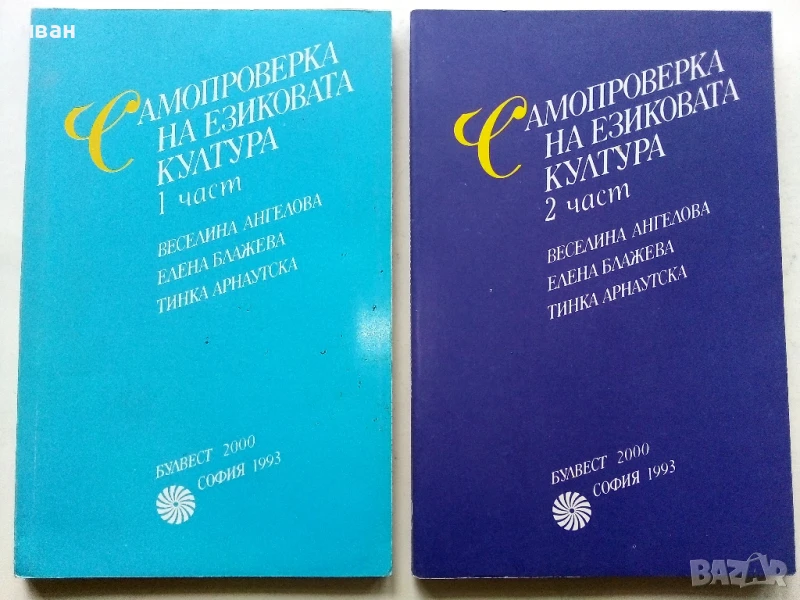 иван
САМОПРОВЕРКА
НА ЕЗИКОВАТА
КУЛТУРА
1 част
ВЕСЕЛИНА АНГЕЛОВА
ЕЛЕНА БЛАЖЕВА
ТИНКА АРНАУТСКА
БУЛВЕСТ 2000
СОФИЯ 1993
САМОПРОВЕРКА
НА ЕЗИКОВАТА
КУЛТУРА
2 част
ВЕСЕЛИНА АНГЕЛОВА
ЕЛЕНА БЛАЖЕВА
ТИНКА АРНАУТСКА
БУЛВЕСТ 2000
СОФИЯ 1993
BAZAR